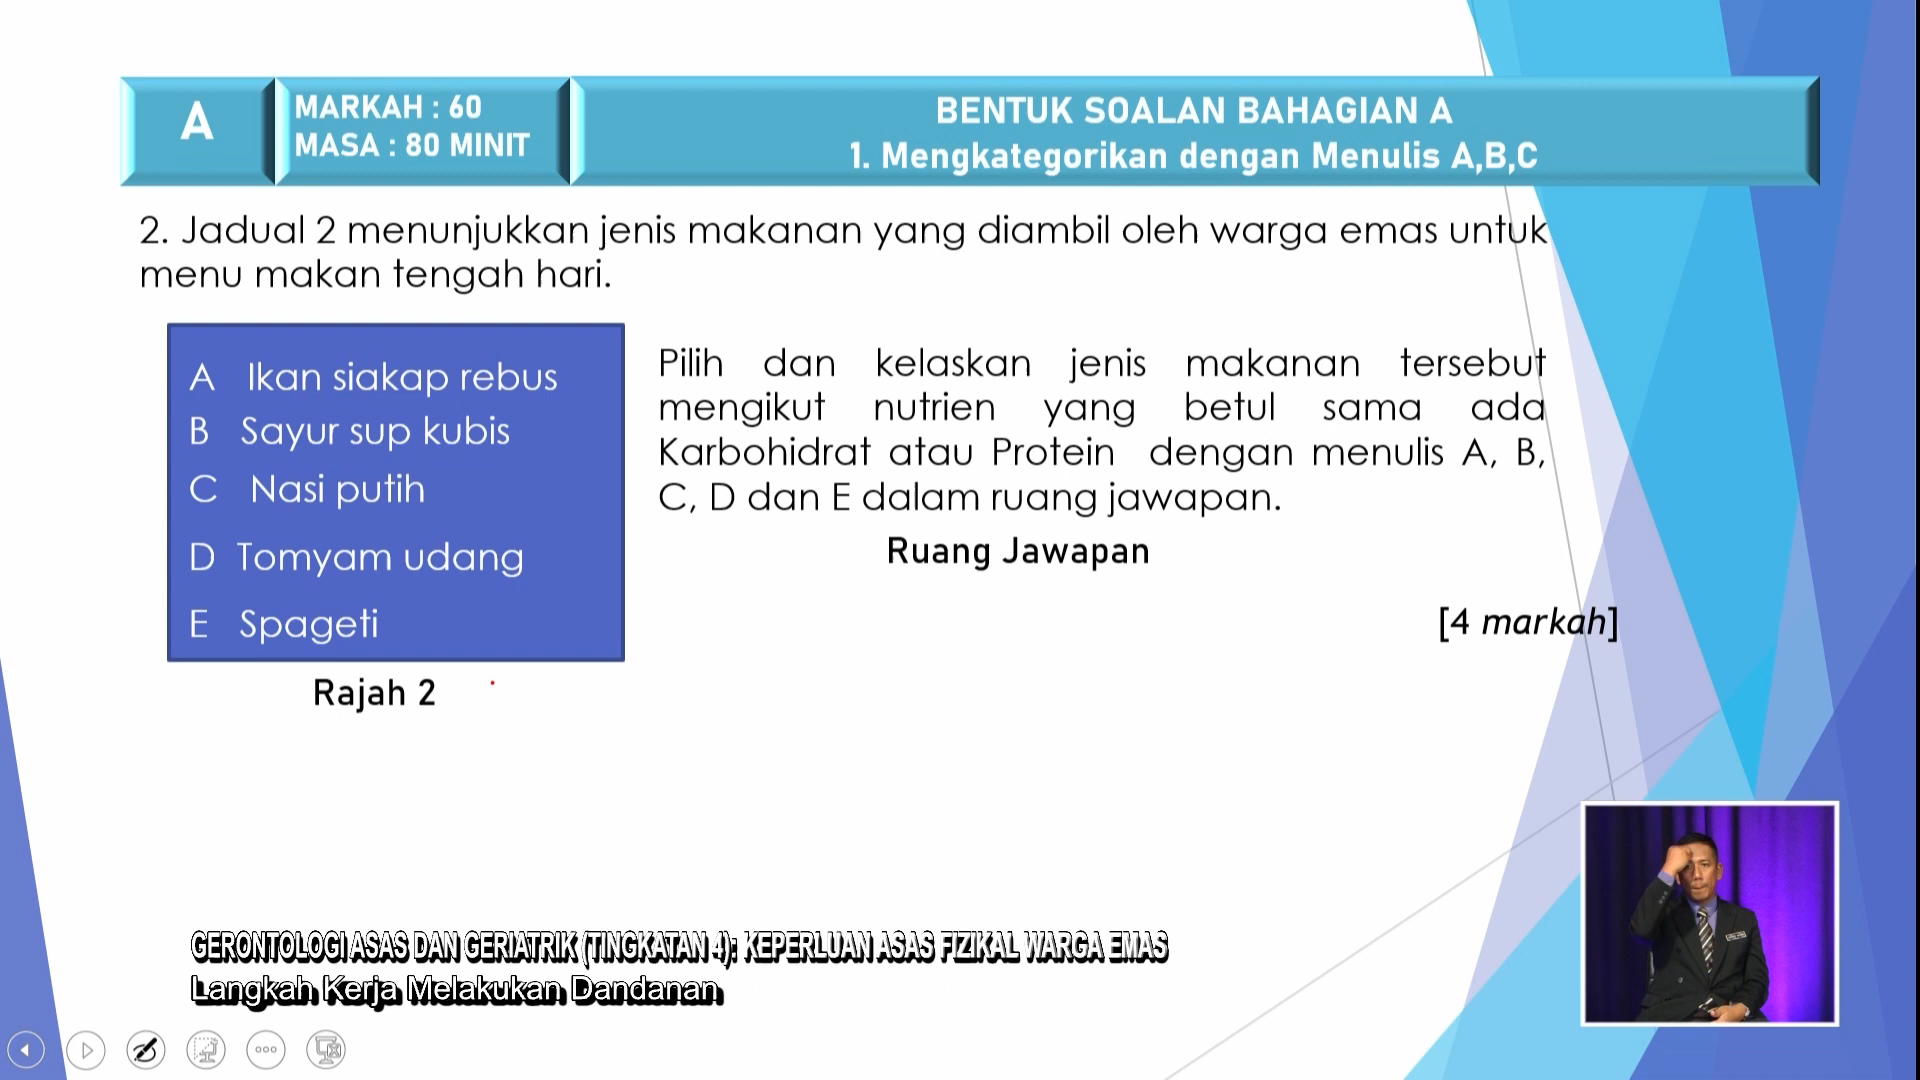 A
MARKAH : 60
MASA : 80 MINIT
BENTUK SOALAN BAHAGIAN A
1. Mengkategorikan dengan Menulis A,B,C
2. Jadual 2 menunjukkan jenis makanan yang diambil oleh warga emas untuk
menu makan tengah hari.
A Ikan siakap rebus
B Sayur sup kubis
C Nasi putih
D Tomyam udang
E Spageti
Rajah 2
Pilih dan kelaskan jenis makanan tersebut
mengikut nutrien yang betul sama ada
Karbohidrat atau Protein dengan menulis A, B,
C, D dan E dalam ruang jawapan.
Ruang Jawapan
[4 markah]
GERONTOLOGI ASAS DAN GERIATRIK (TINGKATAN 4): KEPERLUAN ASAS FIZIKAL WARGA EMAS
Langkah Kerja Melakukan Dandanan